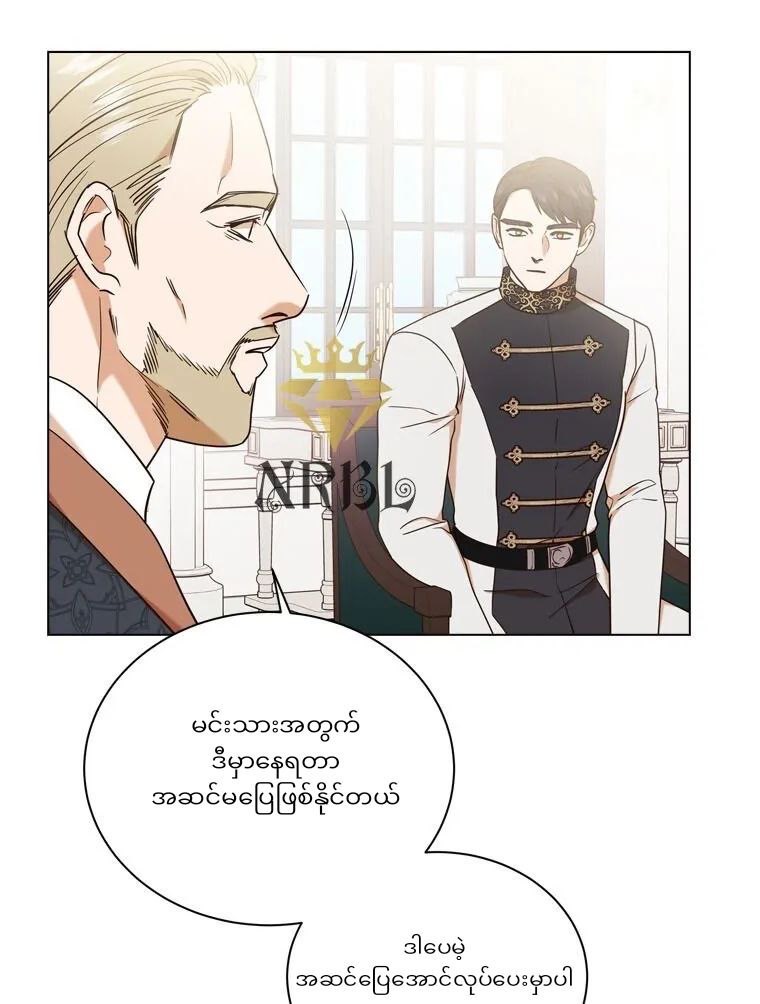 NRBL
မင်းသားအတွက်
ဒီမှာနေရတာ
အဆင်မပြေဖြစ်နိုင်တယ်
ဒါပေမဲ့
အဆင်ပြေအောင်လုပ်ပေးမှာပါ